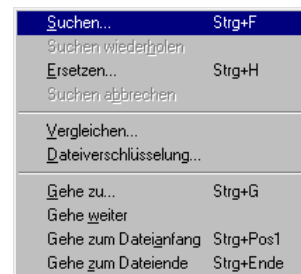 Suchen... Strg+F
Suchen wiederholen
Ersetzen... Strg+H
Suchen abbrechen
Vergleichen...
Dateiverschlüsselung...
Gehe zu... Strg+G
Gehe weiter
Gehe zum Dateianfang Strg+Pos1
Gehe zum Dateiende Strg+Ende